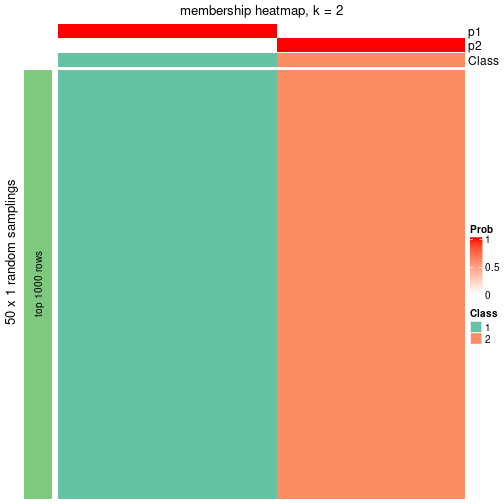 membership heatmap, k = 2
p1
p2
Class
50 x 1 random samplings
top 1000 rows
Prob
1
0.5
0
Class
1
2